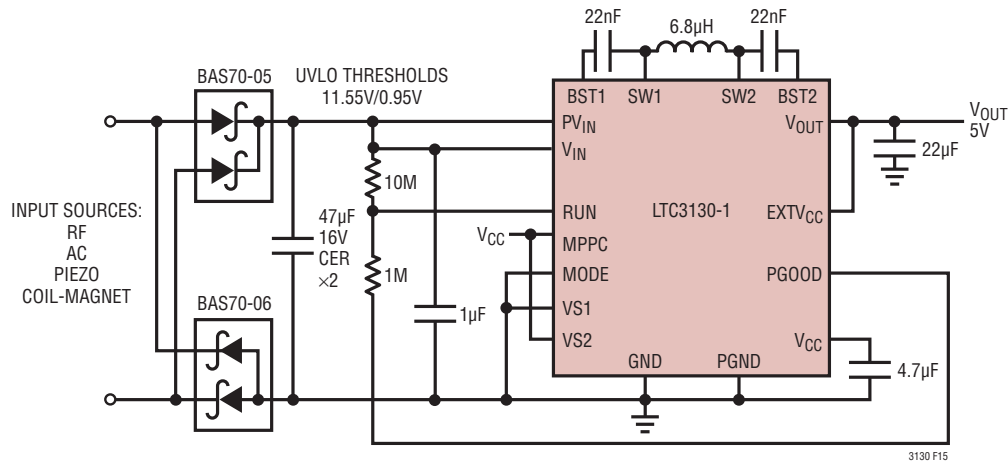 22nF
6.8µH
22nF
BAS70-05
UVLO THRESHOLDS
11.55V/0.95V
BST1
SW1
SW2
BST2
PVIN
VOUT
VOUT
5V
VIN
22µF
10M
INPUT SOURCES:
RF
AC
PIEZO
COIL-MAGNET
47µF
16V
CER
×2
RUN
LTC3130-1
EXTVCC
VCC
MPPC
1M
MODE
PGOOD
BAS70-06
1µF
VS1
VS2
VCC
GND
PGND
4.7µF
3130 F15